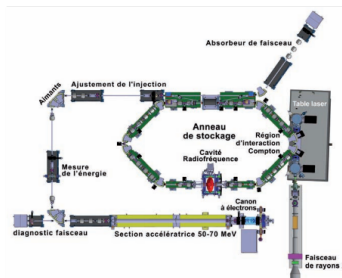 Absorbeur de faisceau
Ajustement de l'injection
Aimants
Table laser
Anneau
de stockage
Région
d'interaction
Compton
Cavité
Radiofréquence
Mesure
de l'énergie
Canon
à électrons
diagnostic faisceau
Section accélératrice 50-70 MeV
Faisceau
de rayons